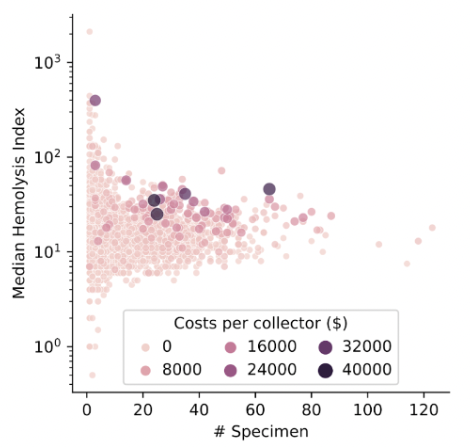 10³
10²
10¹
10⁰
Median Hemolysis Index
Costs per collector ($)
0 16000 32000
8000 24000 40000
0 20 40 60 80 100 120
# Specimen